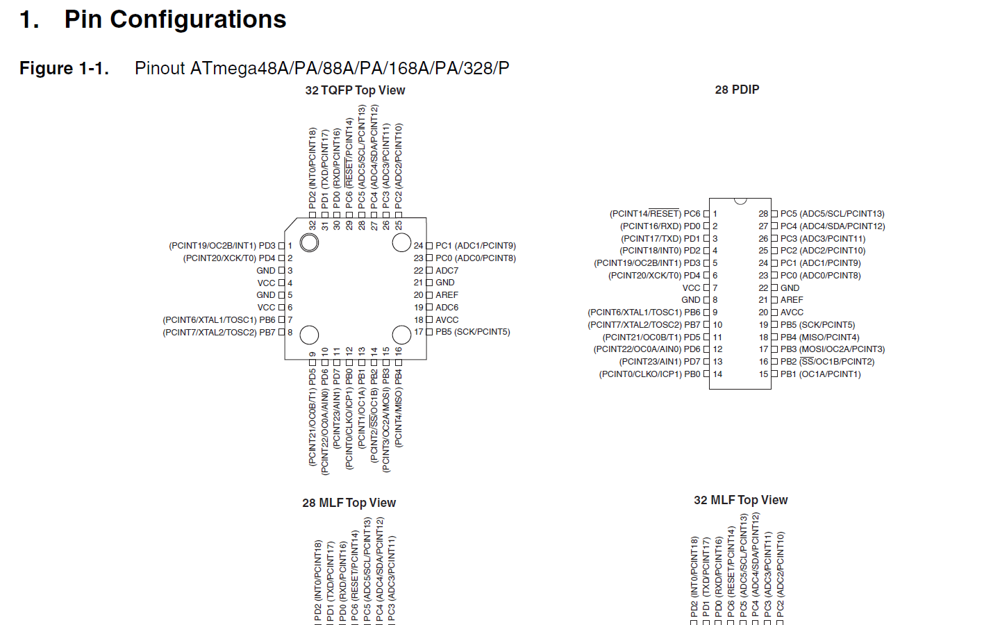 1. Pin Configurations
Figure 1-1. Pinout ATmega48A/PA/88A/PA/168A/PA/328/P
32 TQFP Top View
PD2 (INT0/PCINT18)
PD1 (TXD/PCINT17)
PD0 (RXD/PCINT16)
PC6 (RESET/PCINT14)
PC5 (ADC5/SCL/PCINT13)
PC4 (ADC4/SDA/PCINT12)
PC3 (ADC3/PCINT11)
PC2 (ADC2/PCINT10)
32 31 30 29 28 27 26 25
(PCINT19/OC2B/INT1) PD3 1
(PCINT20/XCK/T0) PD4 2
GND 3
VCC 4
GND 5
VCC 6
(PCINT6/XTAL1/TOSC1) PB6 7
(PCINT7/XTAL2/TOSC2) PB7 8
24 PC1 (ADC1/PCINT9)
23 PC0 (ADC0/PCINT8)
22 ADC7
21 GND
20 AREF
19 ADC6
18 AVCC
17 PB5 (SCK/PCINT5)
9 10 11 12 13 14 15 16
(PCINT21/OC0B/T1) PD5
(PCINT22/OC0A/AIN0) PD6
(PCINT23/AIN1) PD7
(PCINT0/CLKO/ICP1) PB0
(PCINT1/OC1A) PB1
(PCINT2/SS/OC1B) PB2
(PCINT3/OC2A/MOSI) PB3
(PCINT4/MISO) PB4
28 PDIP
(PCINT14/RESET) PC6 1
(PCINT16/RXD) PD0 2
(PCINT17/TXD) PD1 3
(PCINT18/INT0) PD2 4
(PCINT19/OC2B/INT1) PD3 5
(PCINT20/XCK/T0) PD4 6
VCC 7
GND 8
(PCINT6/XTAL1/TOSC1) PB6 9
(PCINT7/XTAL2/TOSC2) PB7 10
(PCINT21/OC0B/T1) PD5 11
(PCINT22/OC0A/AIN0) PD6 12
(PCINT23/AIN1) PD7 13
(PCINT0/CLKO/ICP1) PB0 14
28 PC5 (ADC5/SCL/PCINT13)
27 PC4 (ADC4/SDA/PCINT12)
26 PC3 (ADC3/PCINT11)
25 PC2 (ADC2/PCINT10)
24 PC1 (ADC1/PCINT9)
23 PC0 (ADC0/PCINT8)
22 GND
21 AREF
20 AVCC
19 PB5 (SCK/PCINT5)
18 PB4 (MISO/PCINT4)
17 PB3 (MOSI/OC2A/PCINT3)
16 PB2 (SS/OC1B/PCINT2)
15 PB1 (OC1A/PCINT1)
28 MLF Top View
PD2 (INT0/PCINT18)
PD1 (TXD/PCINT17)
PD0 (RXD/PCINT16)
PC6 (RESET/PCINT14)
PC5 (ADC5/SCL/PCINT13)
PC4 (ADC4/SDA/PCINT12)
PC3 (ADC3/PCINT11)
32 MLF Top View
PD2 (INT0/PCINT18)
PD1 (TXD/PCINT17)
PD0 (RXD/PCINT16)
PC6 (RESET/PCINT14)
PC5 (ADC5/SCL/PCINT13)
PC4 (ADC4/SDA/PCINT12)
PC3 (ADC3/PCINT11)
PC2 (ADC2/PCINT10)